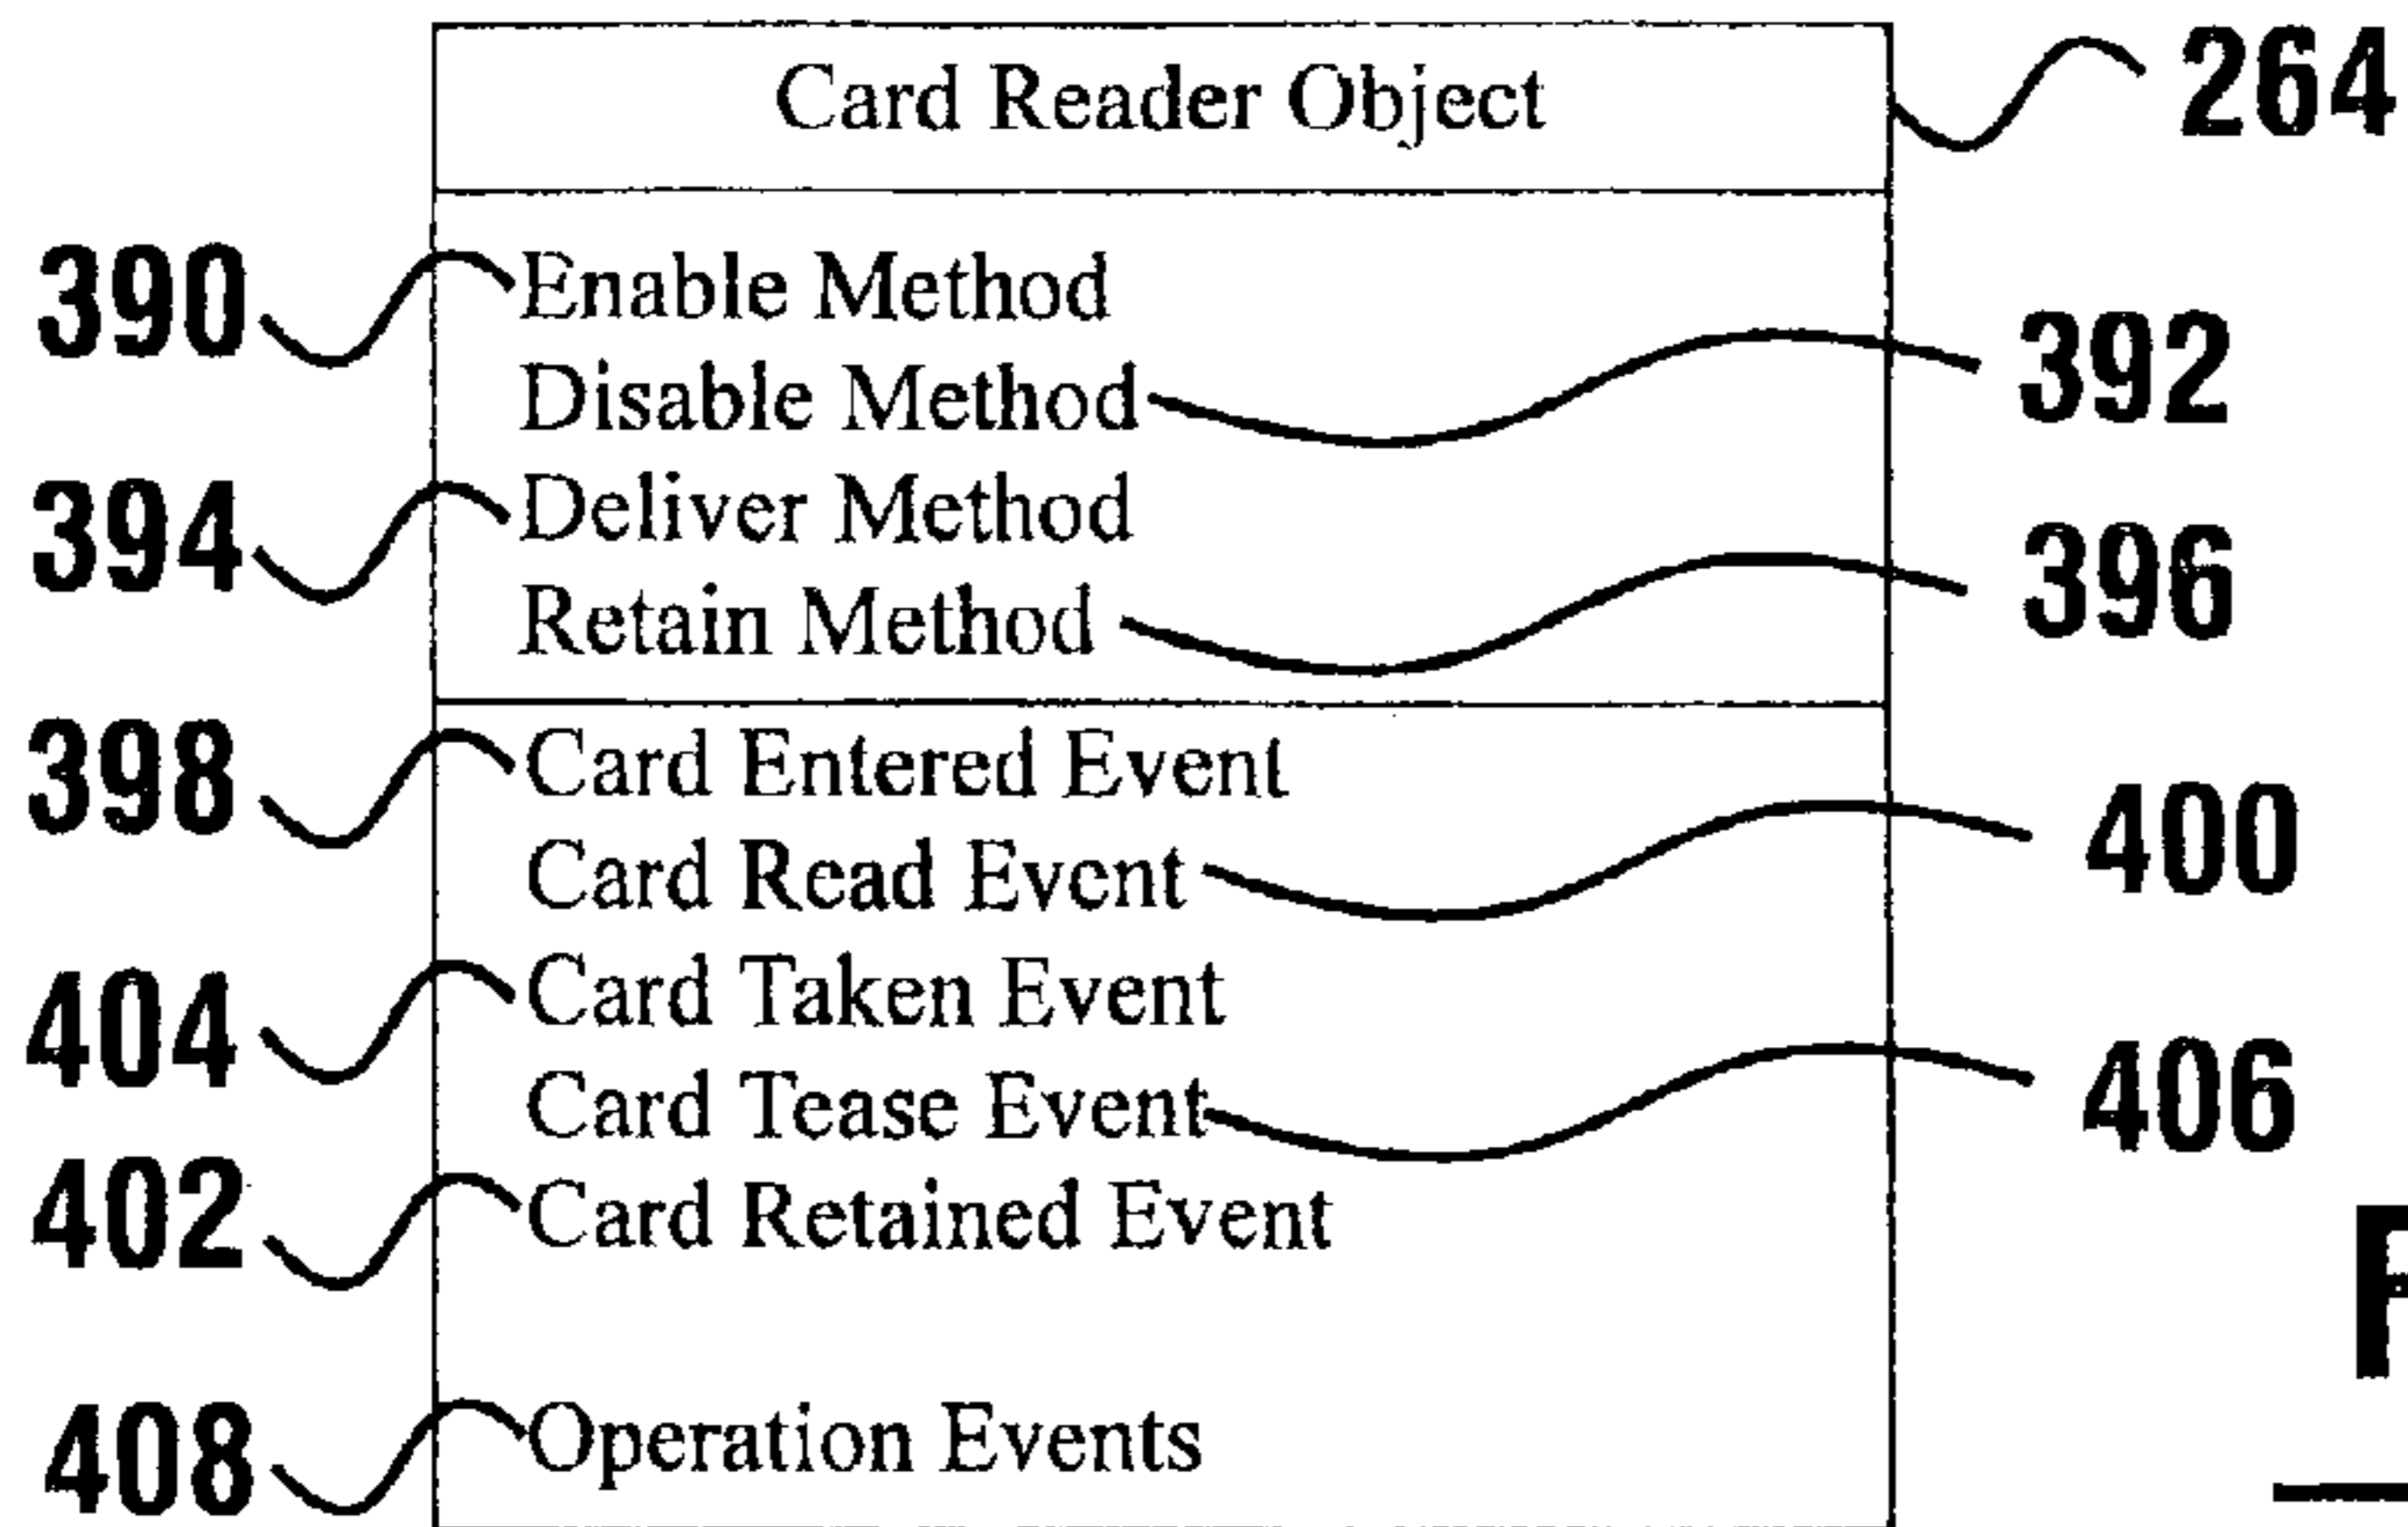 Card Reader Object 264
390 Enable Method
Disable Method 392
394 Deliver Method
Retain Method 396
398 Card Entered Event
Card Read Event 400
404 Card Taken Event
Card Tease Event 406
402 Card Retained Event
408 Operation Events